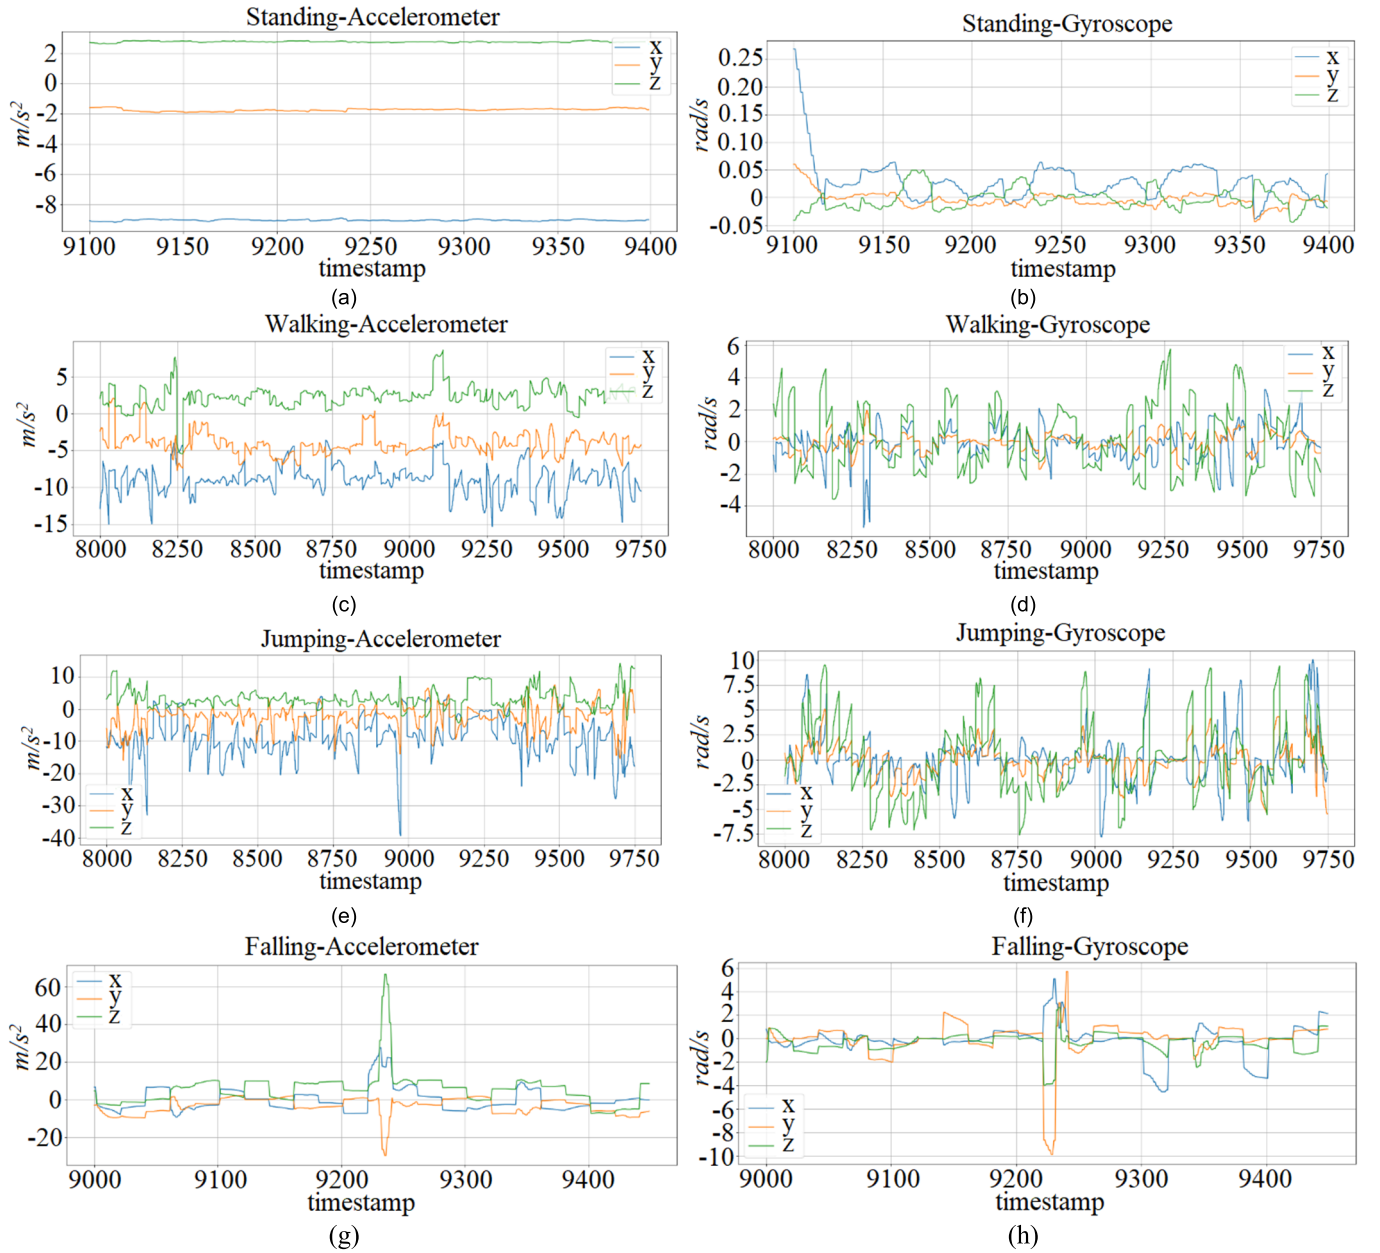 Standing-Accelerometer
m/s²
2
0
-2
-4
-6
-8
x
y
z
9100 9150 9200 9250 9300 9350 9400
timestamp
(a)
Standing-Gyroscope
rad/s
0.25
0.20
0.15
0.10
0.05
0
-0.05
x
y
z
9100 9150 9200 9250 9300 9350 9400
timestamp
(b)
Walking-Accelerometer
m/s²
5
0
-5
-10
-15
x
y
z
8000 8250 8500 8750 9000 9250 9500 9750
timestamp
(c)
Walking-Gyroscope
rad/s
6
4
2
0
-2
-4
x
y
z
8000 8250 8500 8750 9000 9250 9500 9750
timestamp
(d)
Jumping-Accelerometer
m/s²
10
0
-10
-20
-30
-40
x
y
z
8000 8250 8500 8750 9000 9250 9500 9750
timestamp
(e)
Jumping-Gyroscope
rad/s
10
7.5
5
2.5
0
-2.5
-5
-7.5
x
y
z
8000 8250 8500 8750 9000 9250 9500 9750
timestamp
(f)
Falling-Accelerometer
m/s²
60
40
20
0
-20
x
y
z
9000 9100 9200 9300 9400
timestamp
(g)
Falling-Gyroscope
rad/s
6
4
2
0
-2
-4
-6
-8
-10
x
y
z
9000 9100 9200 9300 9400
timestamp
(h)